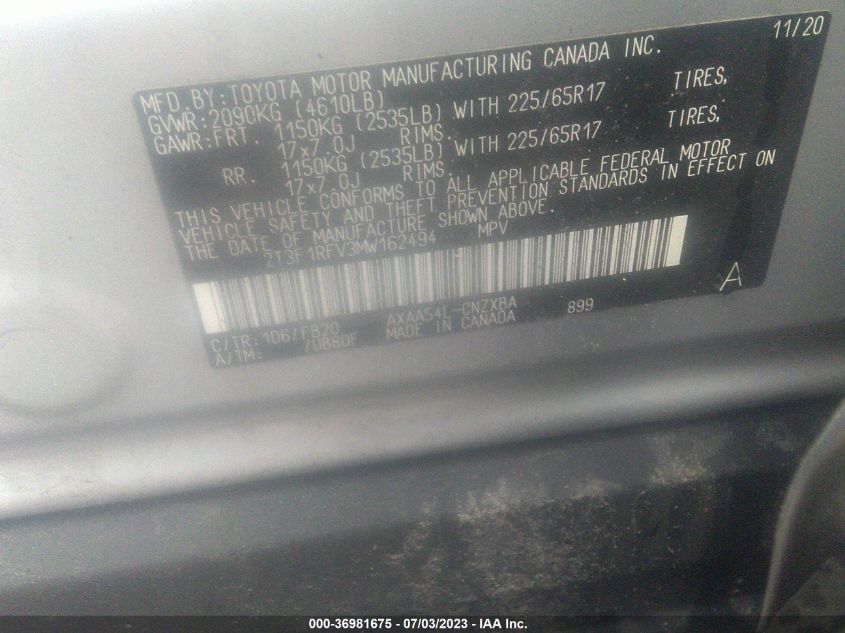 11/20
MFD. BY: TOYOTA MOTOR MANUFACTURING CANADA INC.
GVWR: 2090KG (4610LB)
GAWR: FRT. 1150KG (2535LB) WITH 225/65R17 TIRES,
17x7.0J RIMS.
RR. 1150KG (2535LB) WITH 225/65R17 TIRES,
17x7.0J RIMS.
THIS VEHICLE CONFORMS TO ALL APPLICABLE FEDERAL MOTOR
VEHICLE SAFETY AND THEFT PREVENTION STANDARDS IN EFFECT ON
THE DATE OF MANUFACTURE SHOWN ABOVE.
2T3F1RFV3MW162494 MPV
A
C/TR: 1D6/FB20 AXAA54L-CNZXBA 899
A/TM: MADE IN CANADA
000-36981675 - 07/03/2023 - IAA Inc.